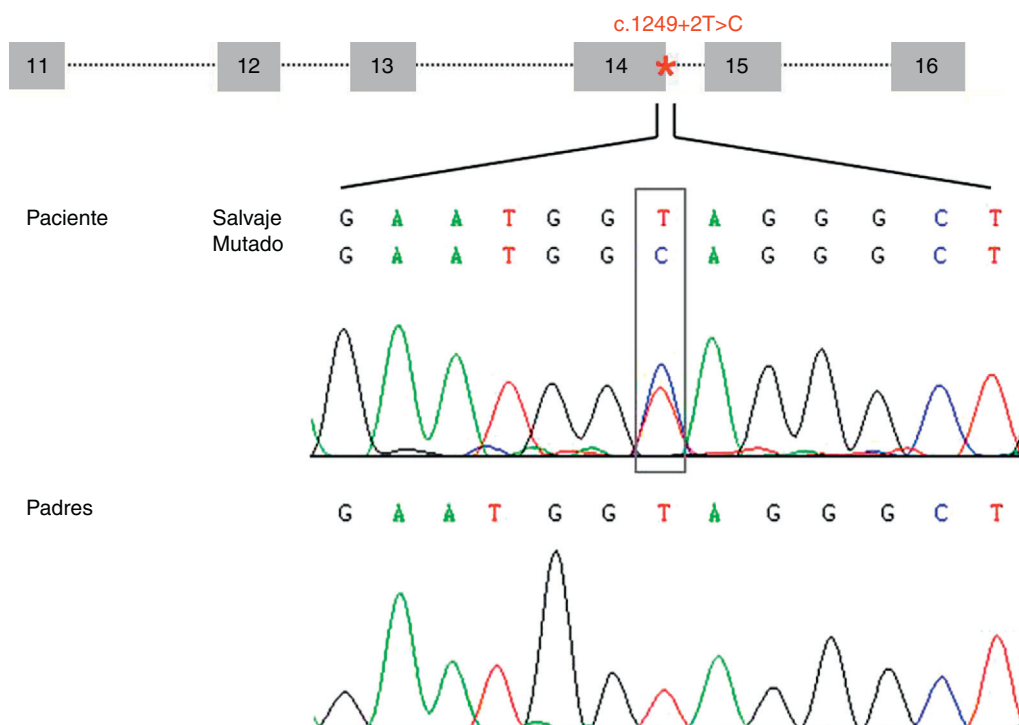 c.1249+2T>C
11 12 13 14 * 15 16
Paciente Salvaje G A A T G G T A G G G C T
Mutado G A A T G G C A G G G C T
Padres G A A T G G T A G G G C T